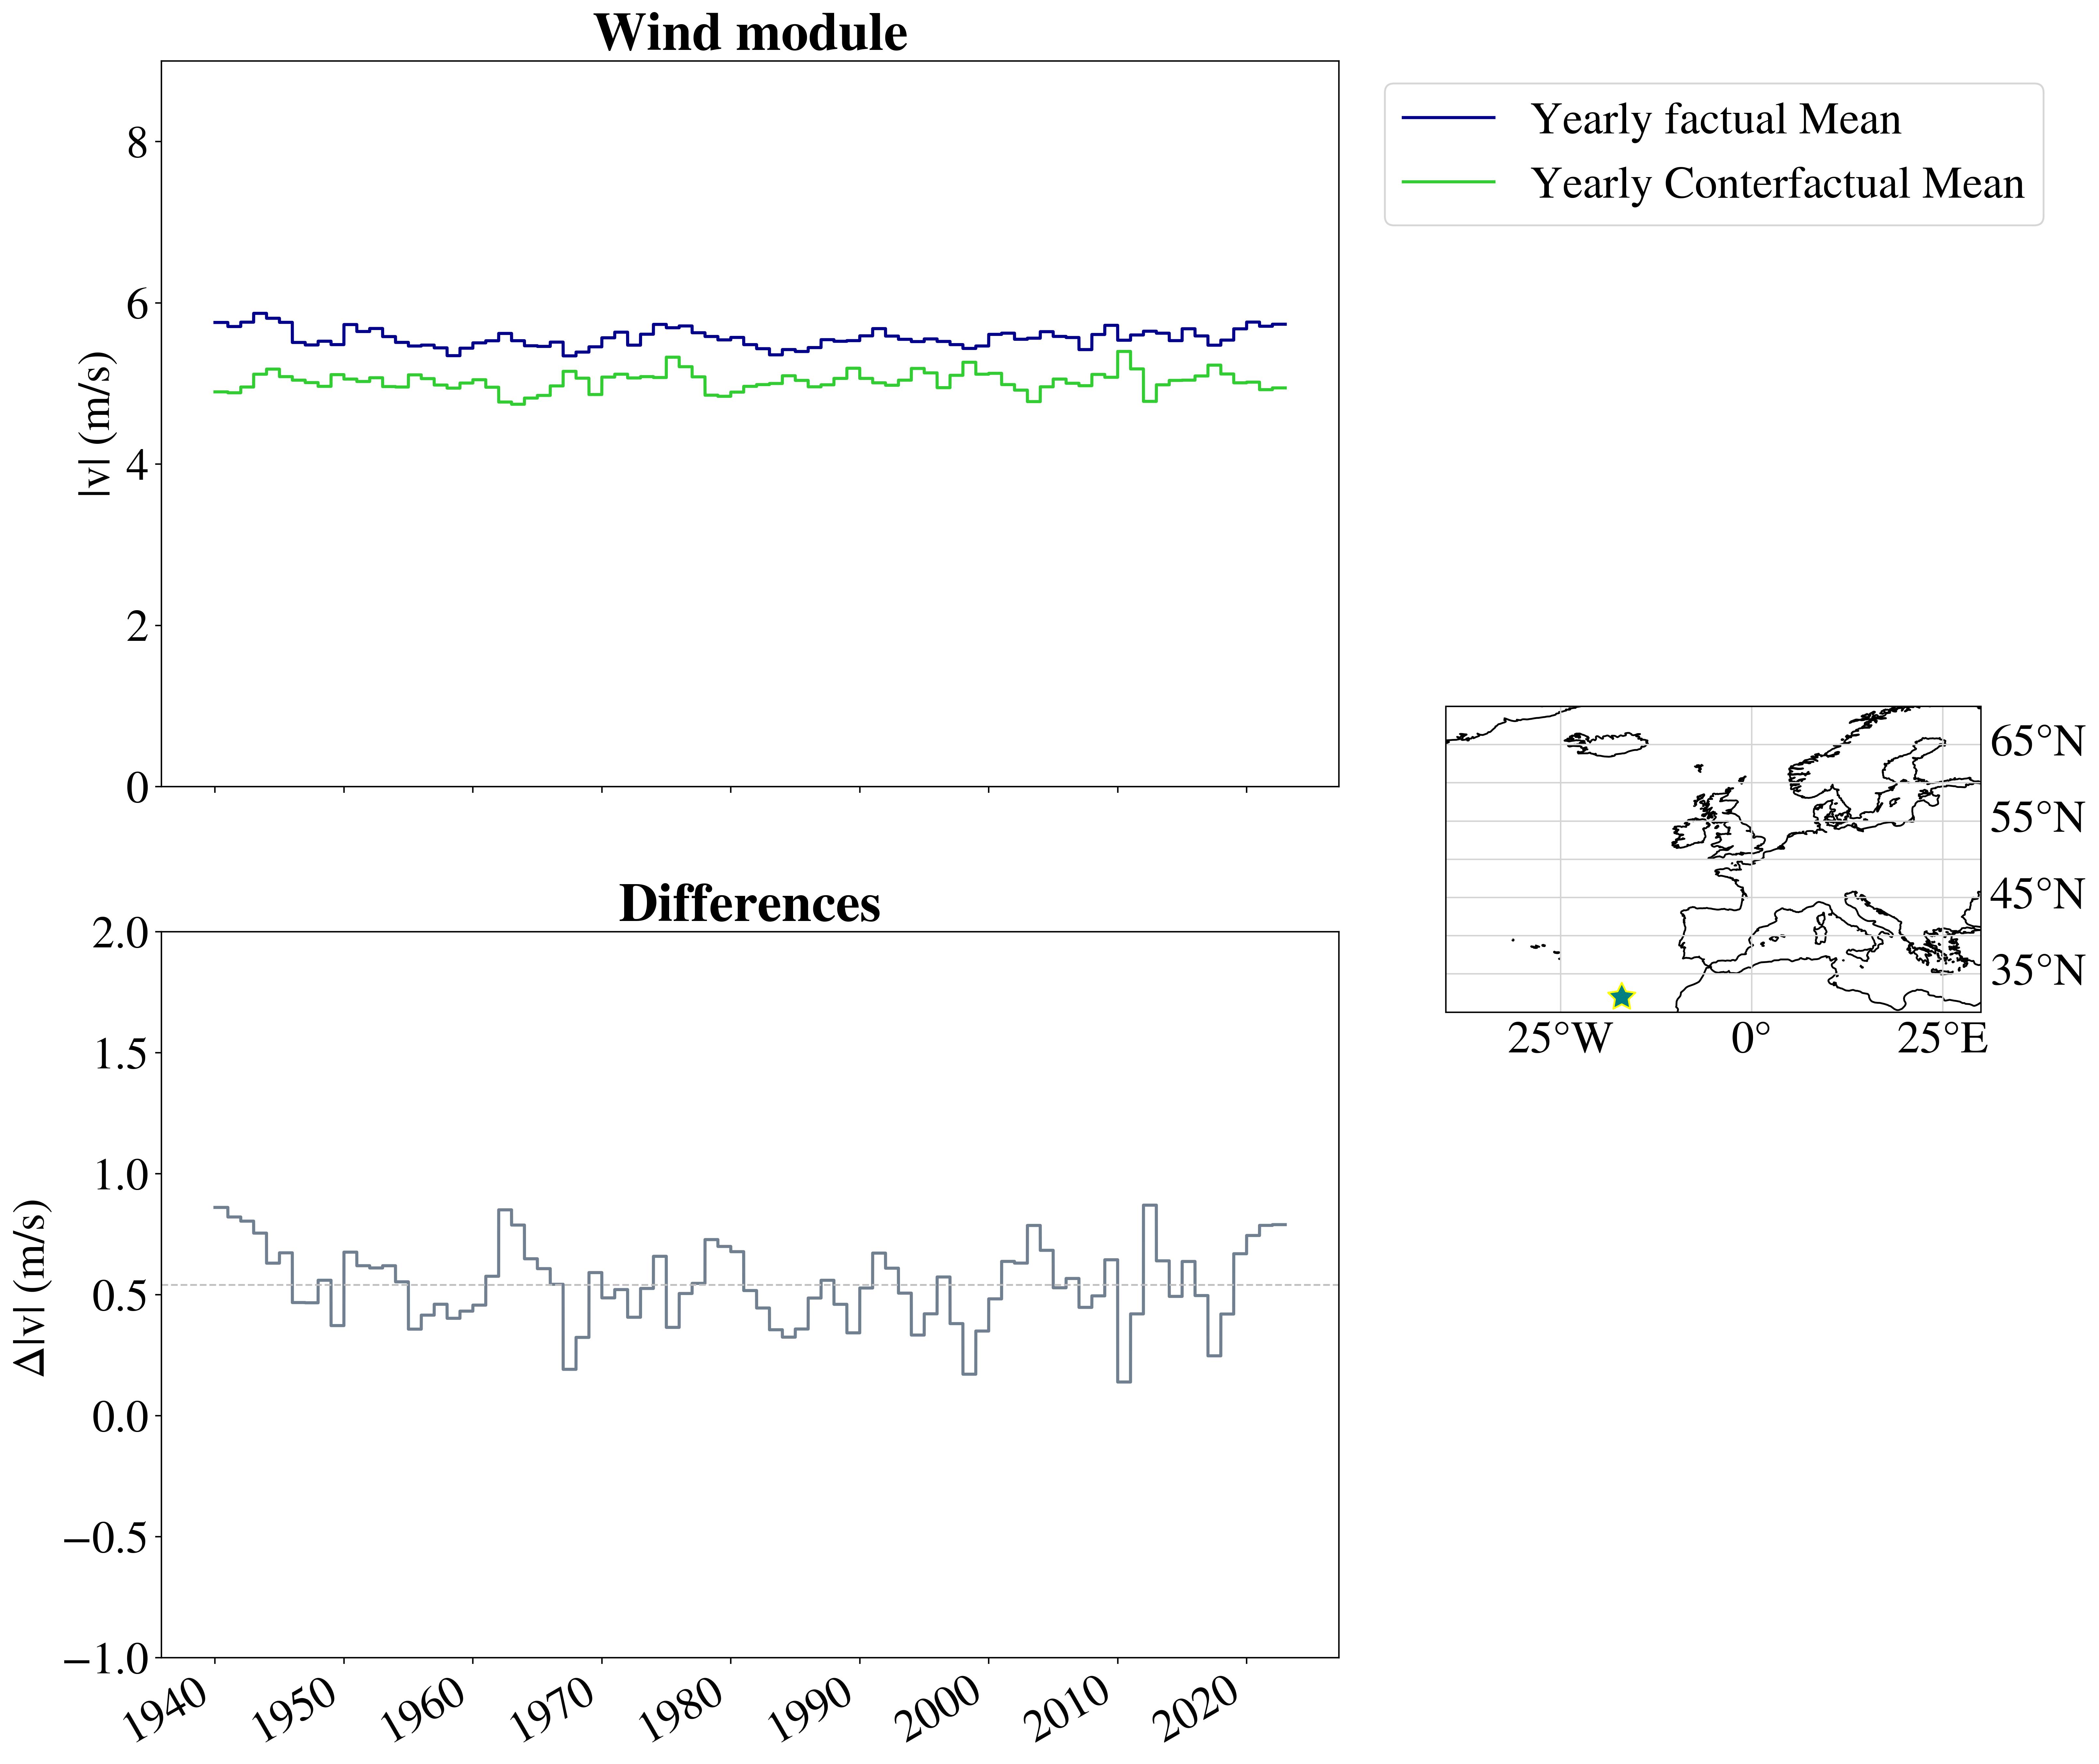 Wind module
8
6
4
2
0
|v| (m/s)
Yearly factual Mean
Yearly Conterfactual Mean
65°N
55°N
45°N
35°N
25°W 0° 25°E
Differences
2.0
1.5
1.0
0.5
0.0
−0.5
−1.0
Δ|v| (m/s)
1940 1950 1960 1970 1980 1990 2000 2010 2020